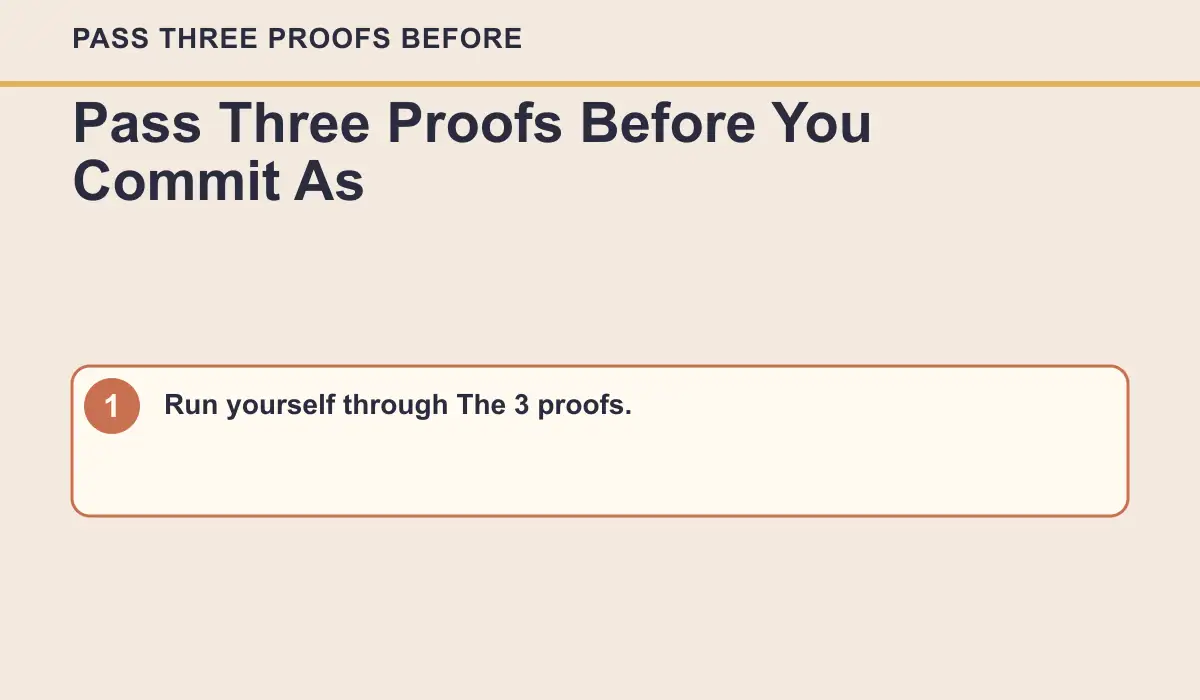 PASS THREE PROOFS BEFORE
Pass Three Proofs Before You
Commit As
1 Run yourself through The 3 proofs.